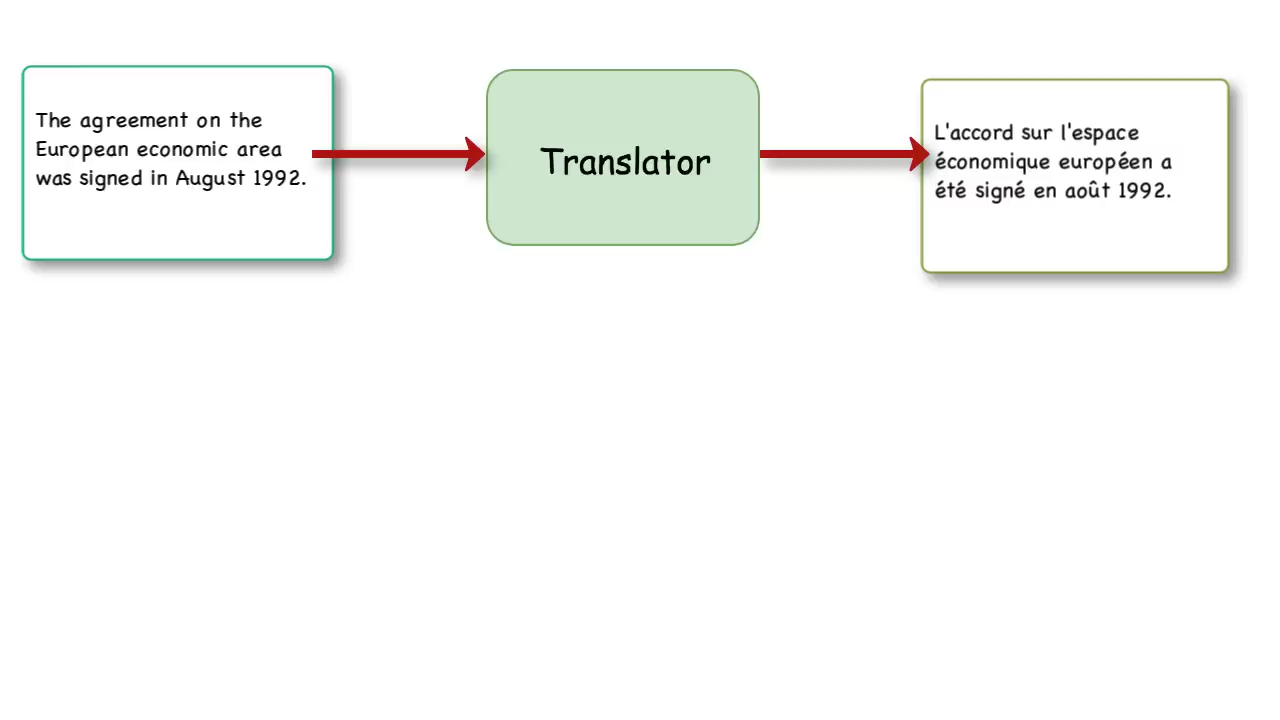 The agreement on the
European economic area
was signed in August 1992.
Translator
L'accord sur l'espace
économique européen a
été signé en août 1992.